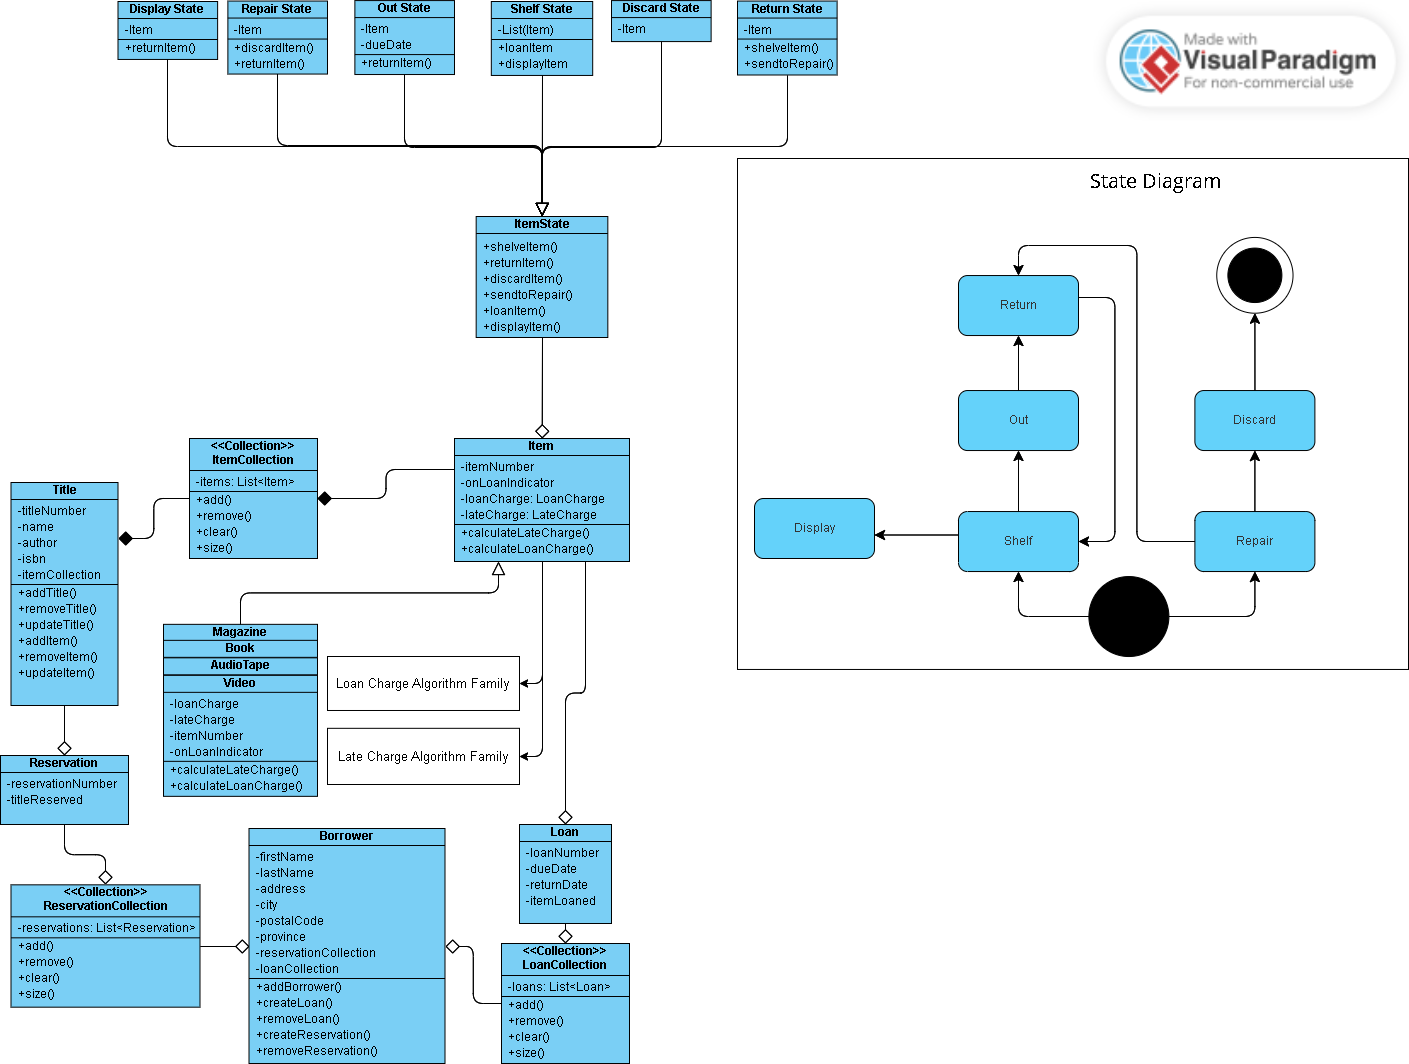 Display State
-Item
+returnItem()
Repair State
-Item
+discardItem()
+returnItem()
Out State
-Item
-dueDate
+returnItem()
Shelf State
-List(Item)
+loanItem
+displayItem
Discard State
-Item
Return State
-Item
+shelveItem()
+sendtoRepair()
Made with
Visual Paradigm
For non-commercial use
ItemState
+shelveItem()
+returnItem()
+discardItem()
+sendtoRepair()
+loanItem()
+displayItem()
State Diagram
Return
Out
Discard
Display
Shelf
Repair
<<Collection>>
ItemCollection
-items: List<Item>
+add()
+remove()
+clear()
+size()
Item
-itemNumber
-onLoanIndicator
-loanCharge: LoanCharge
-lateCharge: LateCharge
+calculateLateCharge()
+calculateLoanCharge()
Title
-titleNumber
-name
-author
-isbn
-itemCollection
+addTitle()
+removeTitle()
+updateTitle()
+addItem()
+removeItem()
+updateItem()
Magazine
Book
AudioTape
Video
-loanCharge
-lateCharge
-itemNumber
-onLoanIndicator
+calculateLateCharge()
+calculateLoanCharge()
Loan Charge Algorithm Family
Late Charge Algorithm Family
Reservation
-reservationNumber
-titleReserved
<<Collection>>
ReservationCollection
-reservations: List<Reservation>
+add()
+remove()
+clear()
+size()
Borrower
-firstName
-lastName
-address
-city
-postalCode
-province
-reservationCollection
-loanCollection
+addBorrower()
+createLoan()
+removeLoan()
+createReservation()
+removeReservation()
Loan
-loanNumber
-dueDate
-returnDate
-itemLoaned
<<Collection>>
LoanCollection
-loans: List<Loan>
+add()
+remove()
+clear()
+size()